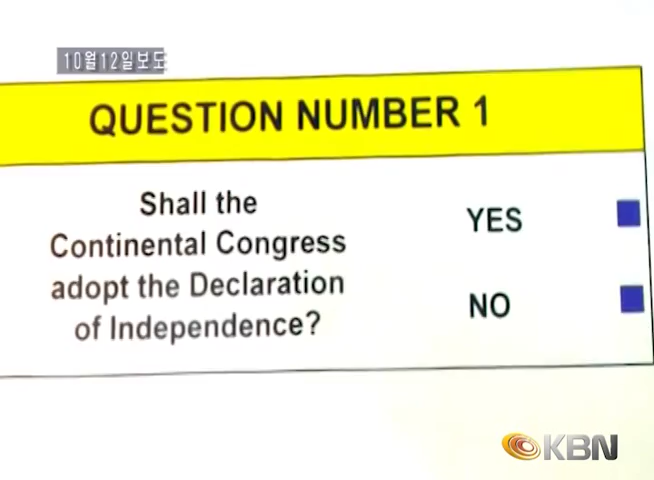 10월12일보도
QUESTION NUMBER 1
Shall the
Continental Congress
adopt the Declaration
of Independence?
YES
NO
KBN